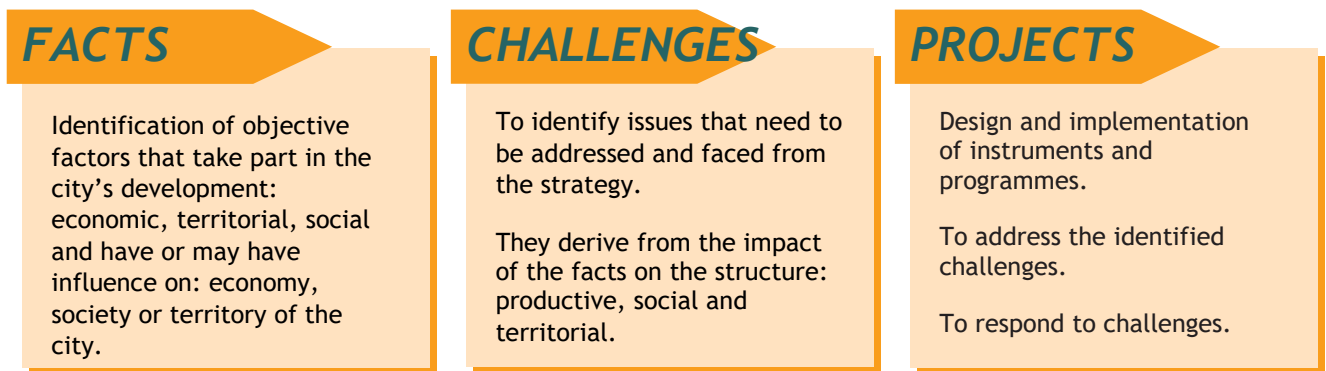 FACTS
Identification of objective
factors that take part in the
city’s development:
economic, territorial, social
and have or may have
influence on: economy,
society or territory of the
city.
CHALLENGES
To identify issues that need to
be addressed and faced from
the strategy.
They derive from the impact
of the facts on the structure:
productive, social and
territorial.
PROJECTS
Design and implementation
of instruments and
programmes.
To address the identified
challenges.
To respond to challenges.